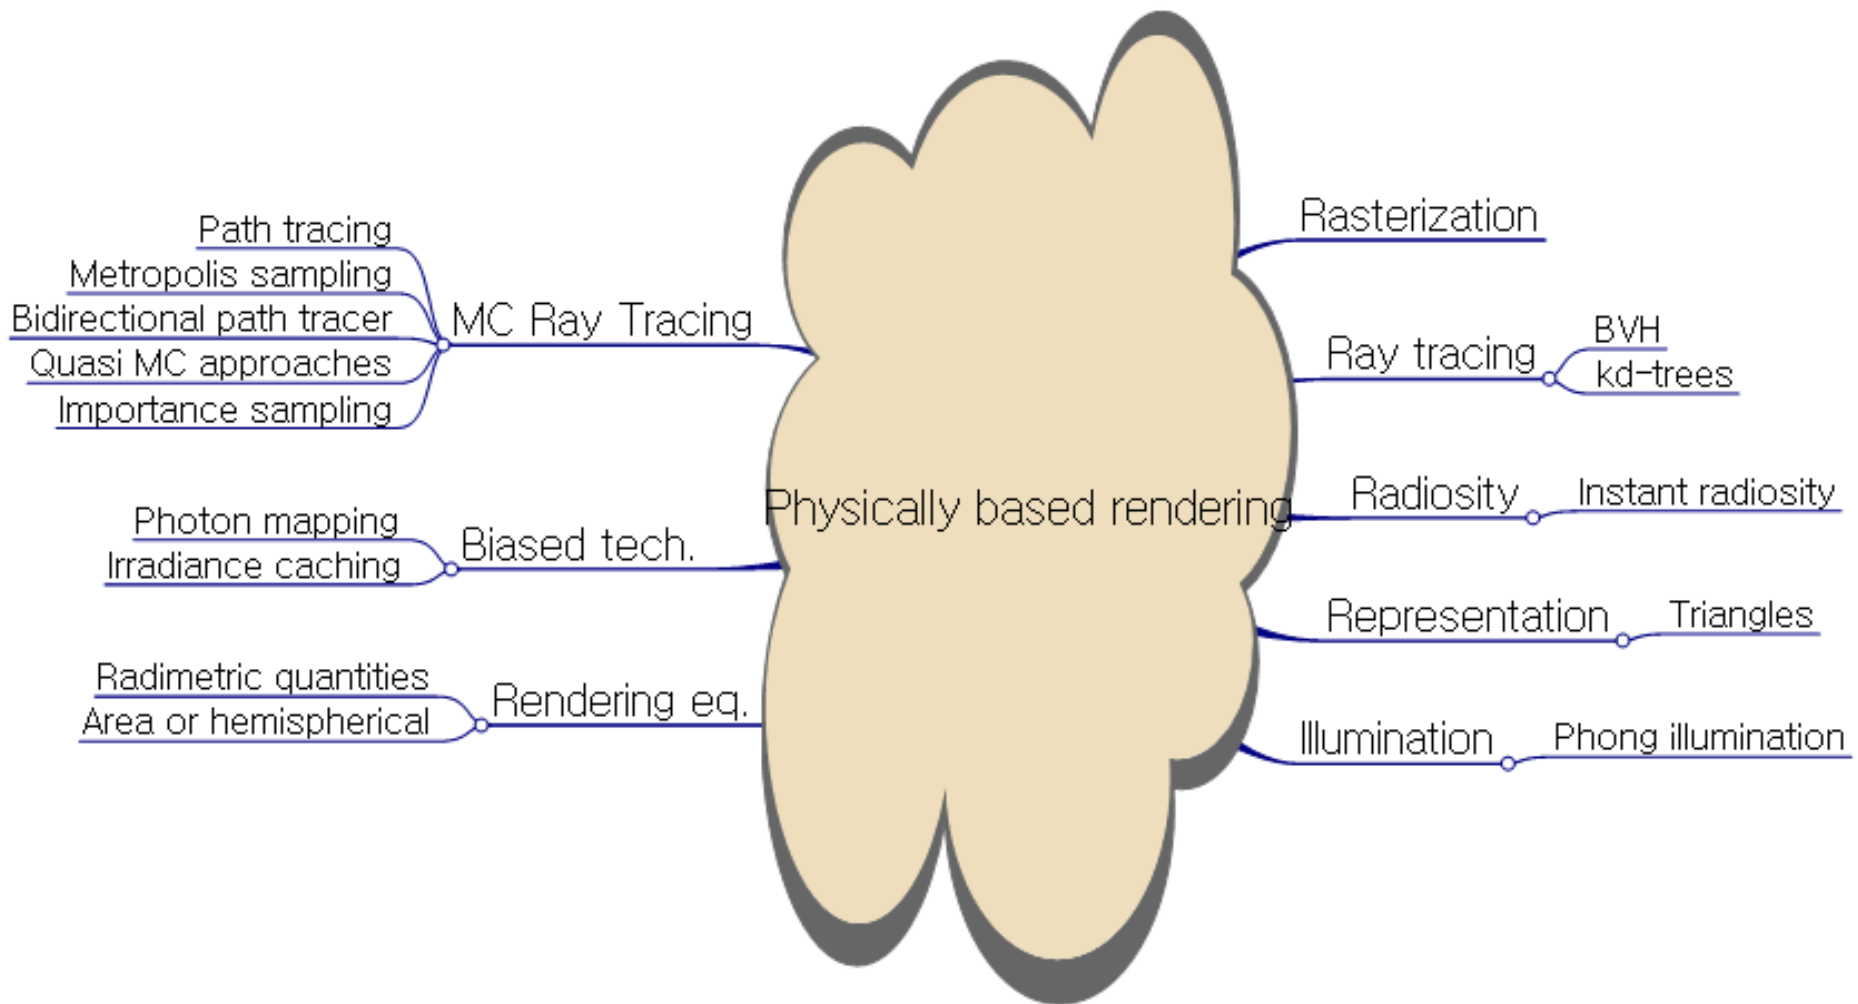 Path tracing
Metropolis sampling
Bidirectional path tracer
Quasi MC approaches
Importance sampling
MC Ray Tracing
Photon mapping
Irradiance caching
Biased tech.
Radimetric quantities
Area or hemispherical
Rendering eq.
Physically based rendering
Rasterization
Ray tracing
BVH
kd-trees
Radiosity
Instant radiosity
Representation
Triangles
Illumination
Phong illumination